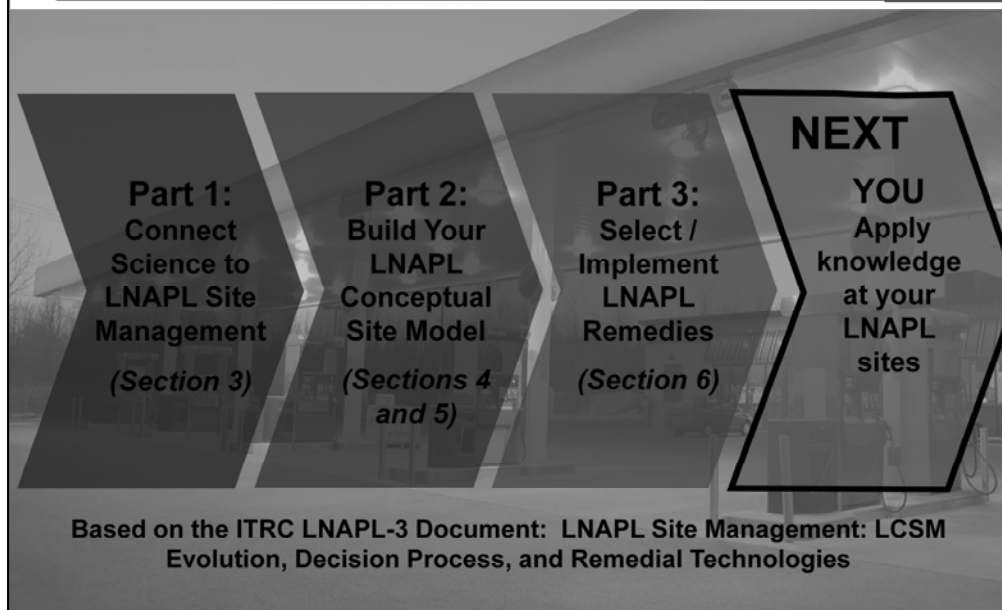 Part 1:
Connect
Science to
LNAPL Site
Management
(Section 3)
Part 2:
Build Your
LNAPL
Conceptual
Site Model
(Sections 4
and 5)
Part 3:
Select /
Implement
LNAPL
Remedies
(Section 6)
NEXT
YOU
Apply
knowledge
at your
LNAPL
sites
Based on the ITRC LNAPL-3 Document: LNAPL Site Management: LCSM
Evolution, Decision Process, and Remedial Technologies